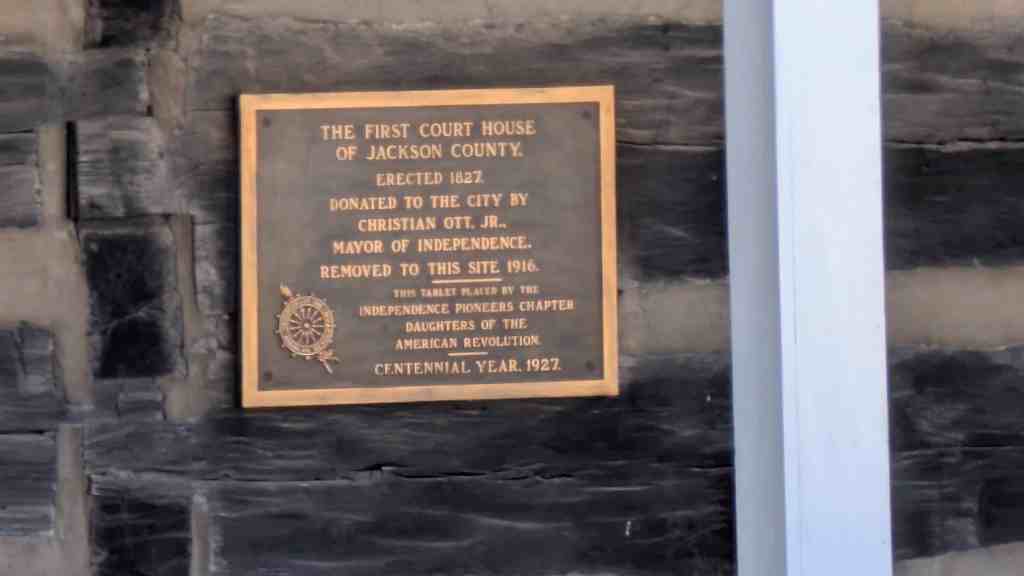 THE FIRST COURT HOUSE
OF JACKSON COUNTY.
ERECTED 1827.
DONATED TO THE CITY BY
CHRISTIAN OTT, JR.,
MAYOR OF INDEPENDENCE.
REMOVED TO THIS SITE 1916.
THIS TABLET PLACED BY THE
INDEPENDENCE PIONEERS CHAPTER
DAUGHTERS OF THE
AMERICAN REVOLUTION.
CENTENNIAL YEAR, 1927.